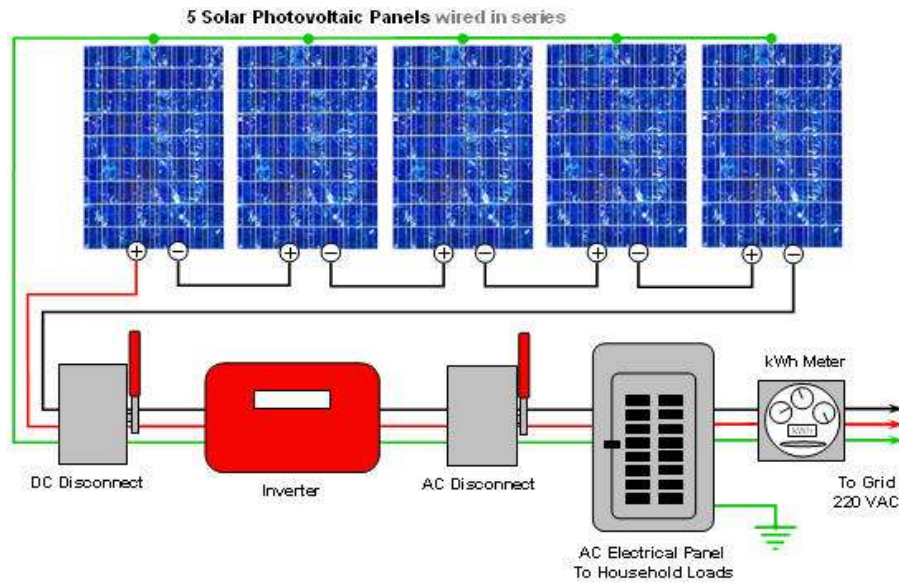 5 Solar Photovoltaic Panels wired in series
+ − + − + − + − + −
kWh Meter
kWh
DC Disconnect
Inverter
AC Disconnect
To Grid
220 VAC
AC Electrical Panel
To Household Loads